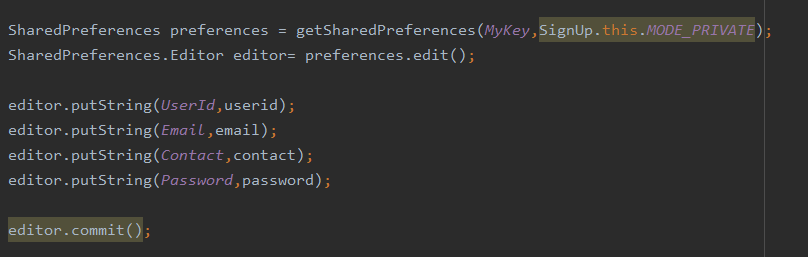 SharedPreferences preferences = getSharedPreferences(MyKey,SignUp.this.MODE_PRIVATE);
SharedPreferences.Editor editor= preferences.edit();
editor.putString(UserId,userid);
editor.putString(Email,email);
editor.putString(Contact,contact);
editor.putString(Password,password);
editor.commit();